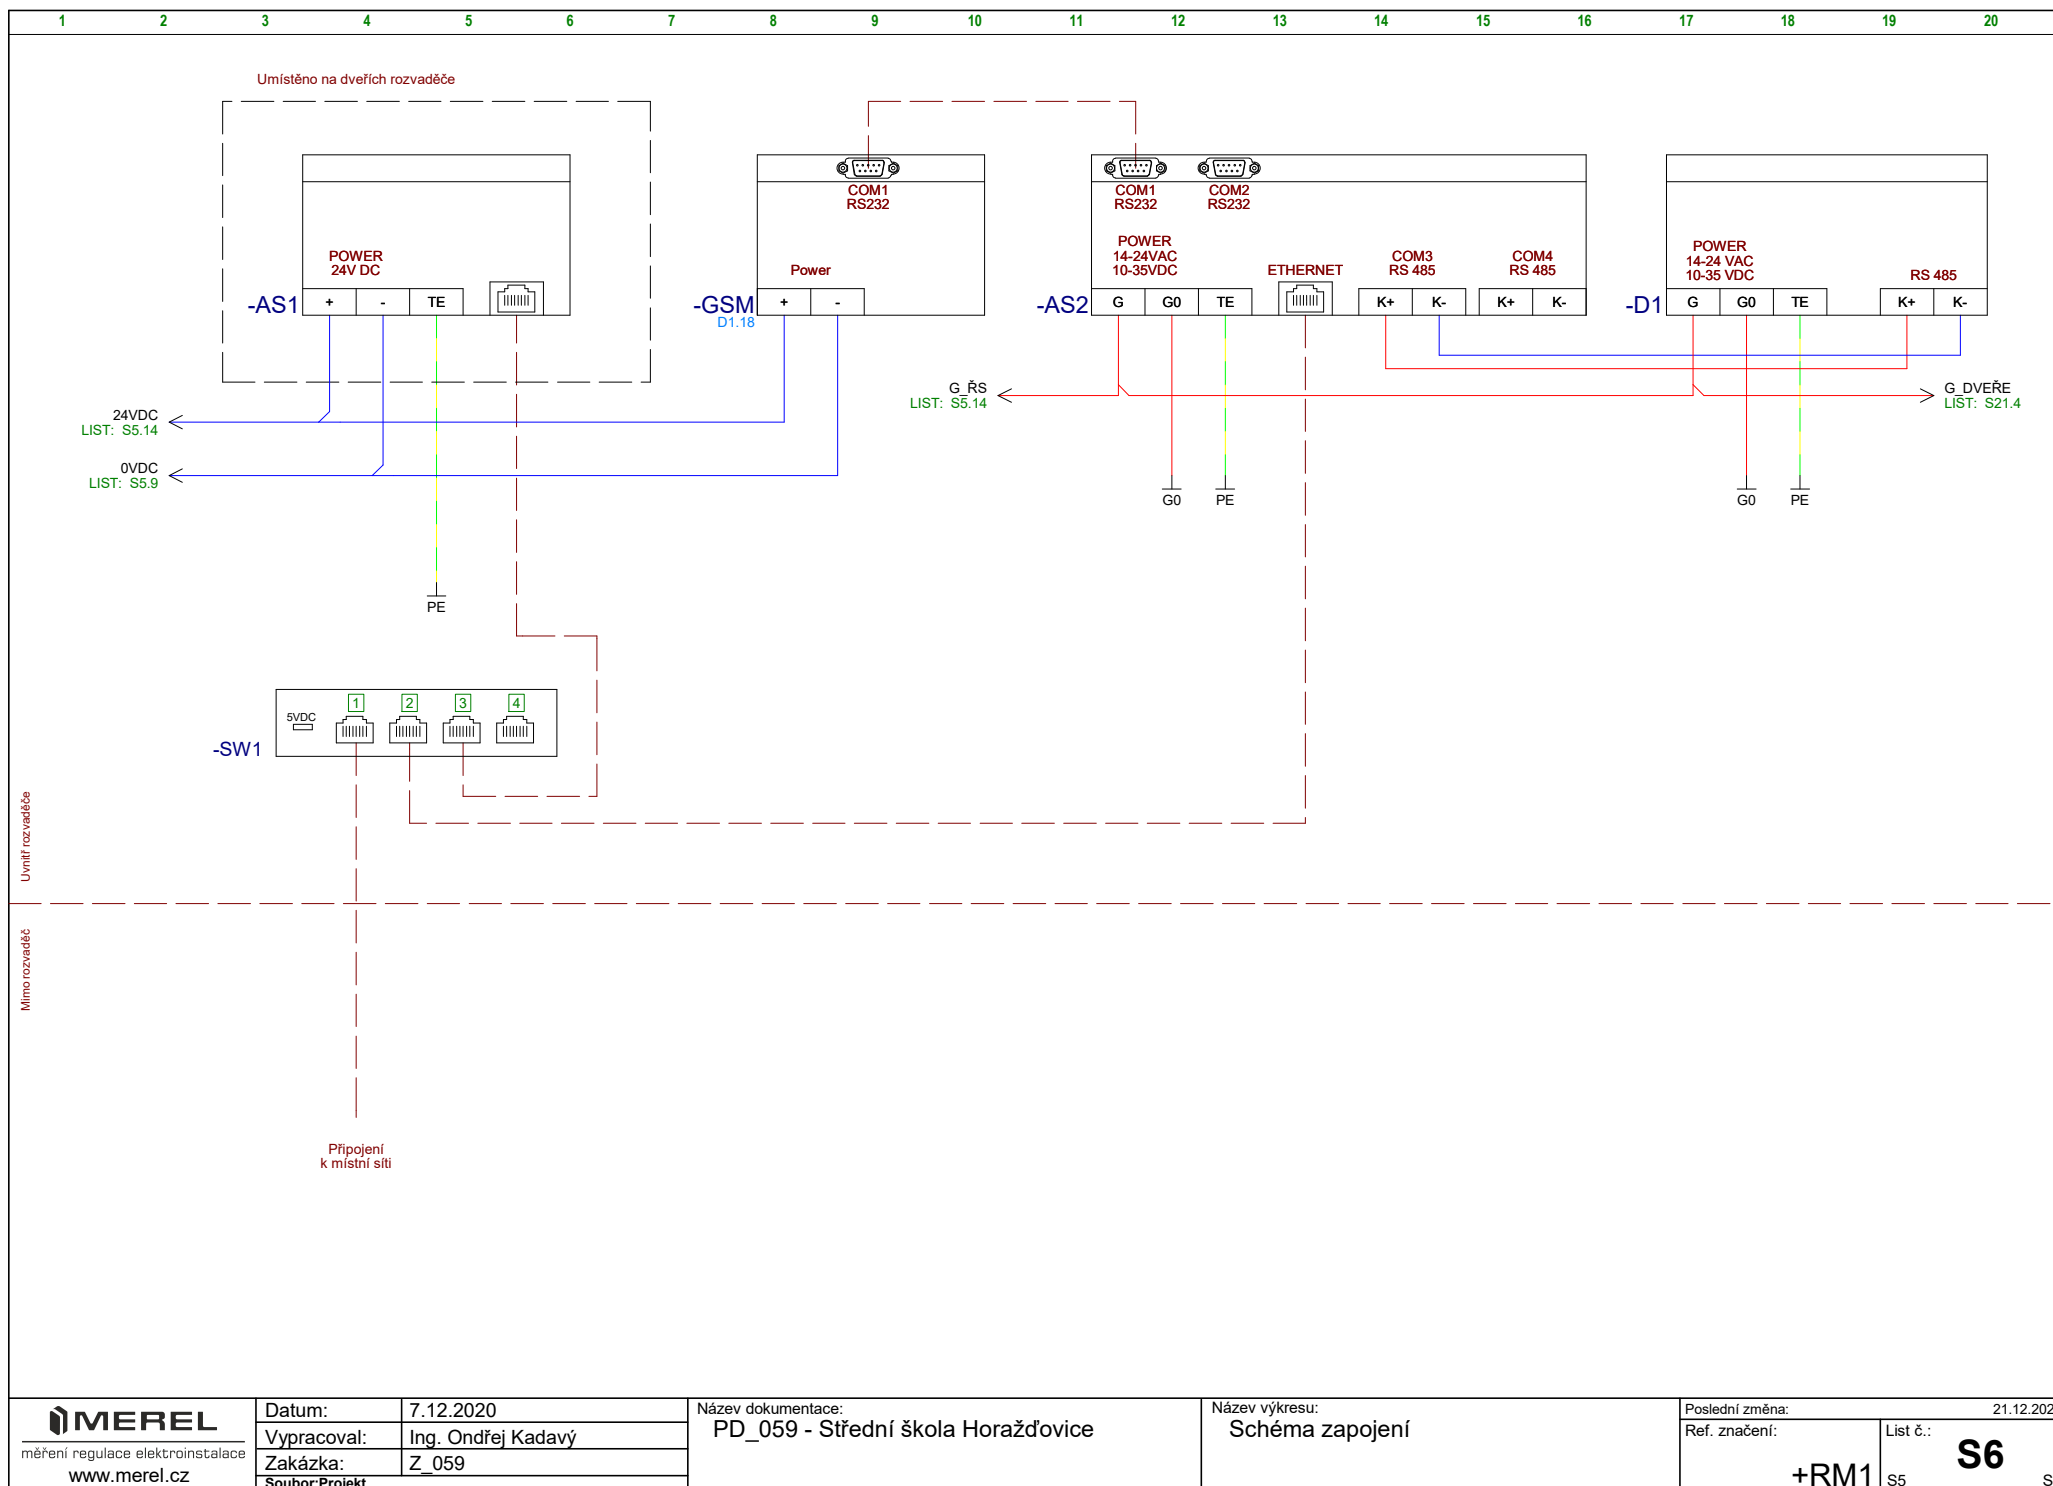 1 2 3 4 5 6 7 8 9 10 11 12 13 14 15 16 17 18 19 20
Umístěno na dveřích rozvaděče
POWER
24V DC
-AS1
+ - TE
COM1
RS232
Power
-GSM
D1.18
+ -
COM1
RS232
COM2
RS232
POWER
14-24VAC
10-35VDC
ETHERNET
COM3
RS 485
COM4
RS 485
-AS2
G G0 TE K+ K- K+ K-
POWER
14-24 VAC
10-35 VDC
RS 485
-D1
G G0 TE K+ K-
24VDC
LIST: S5.14
0VDC
LIST: S5.9
G_ŘS
LIST: S5.14
G_DVEŘE
LIST: S21.4
G0 PE
G0 PE
PE
5VDC
1 2 3 4
-SW1
Uvnitř rozvaděče
Mimo rozvaděč
Připojení
k místní síti
MEREL
měření regulace elektroinstalace
www.merel.cz
Datum: 7.12.2020
Vypracoval: Ing. Ondřej Kadavý
Zakázka: Z_059
Soubor:Projekt
Název dokumentace:
PD_059 - Střední škola Horažďovice
Název výkresu:
Schéma zapojení
Poslední změna: 21.12.202
Ref. značení:
+RM1
List č.:
S6
S5
S